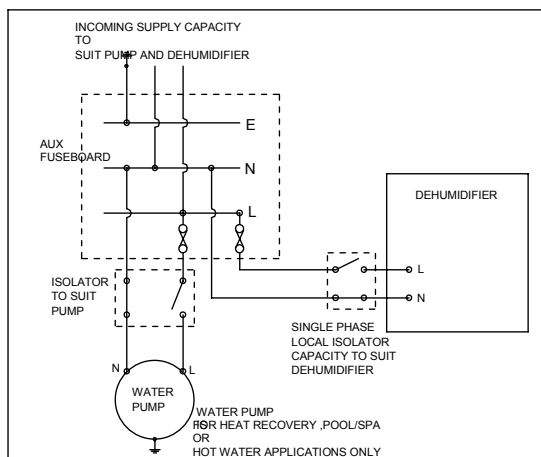 INCOMING SUPPLY CAPACITY
TO
SUIT PUMP AND DEHUMIDIFIER
E
AUX
FUSEBOARD
N
L
DEHUMIDIFIER
L
N
ISOLATOR
TO SUIT
PUMP
SINGLE PHASE
LOCAL ISOLATOR
CAPACITY TO SUIT
DEHUMIDIFIER
N
L
WATER
PUMP
WATER PUMP
IS
FOR HEAT RECOVERY ,POOL/SPA
OR
HOT WATER APPLICATIONS ONLY